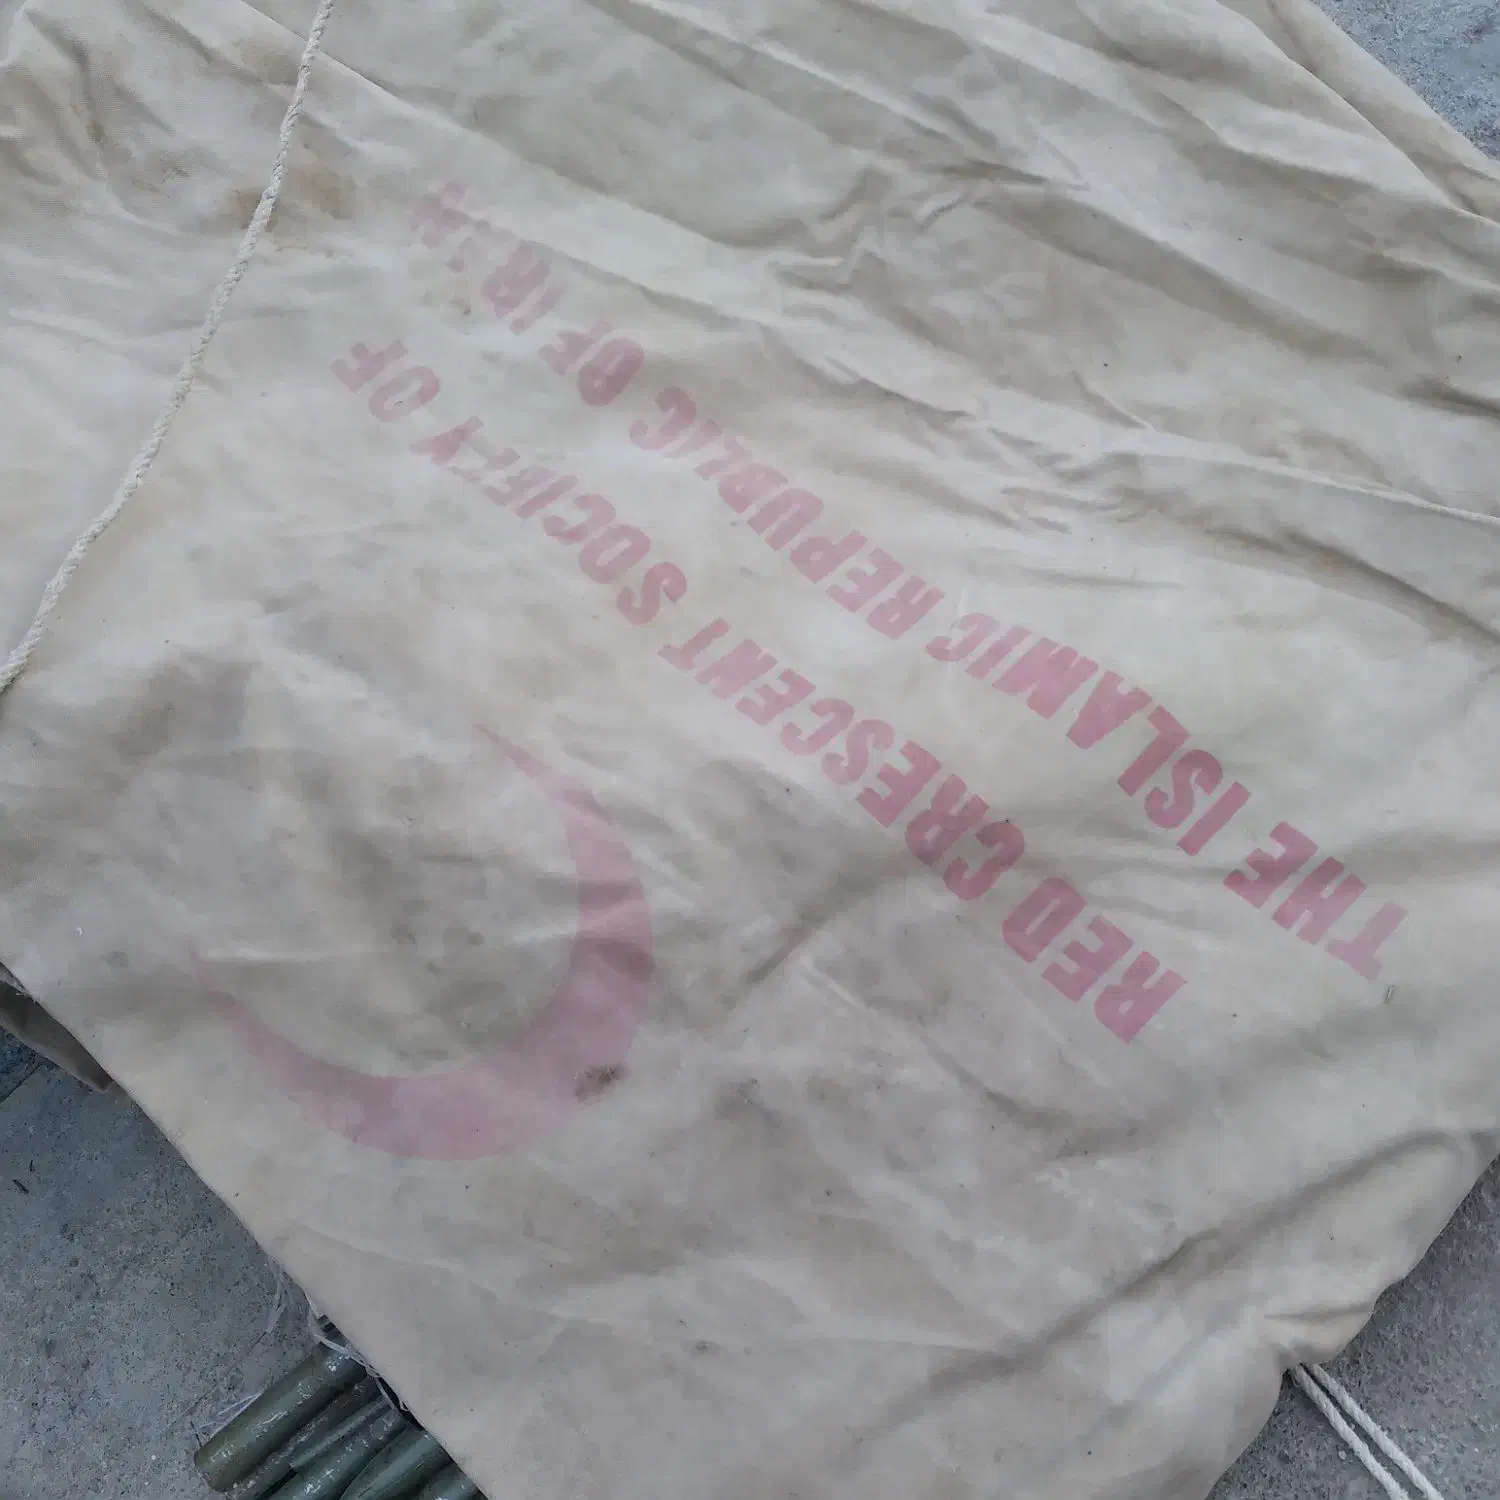 RED CRESCENT SOCIETY OF
THE ISLAMIC REPUBLIC OF IRAN